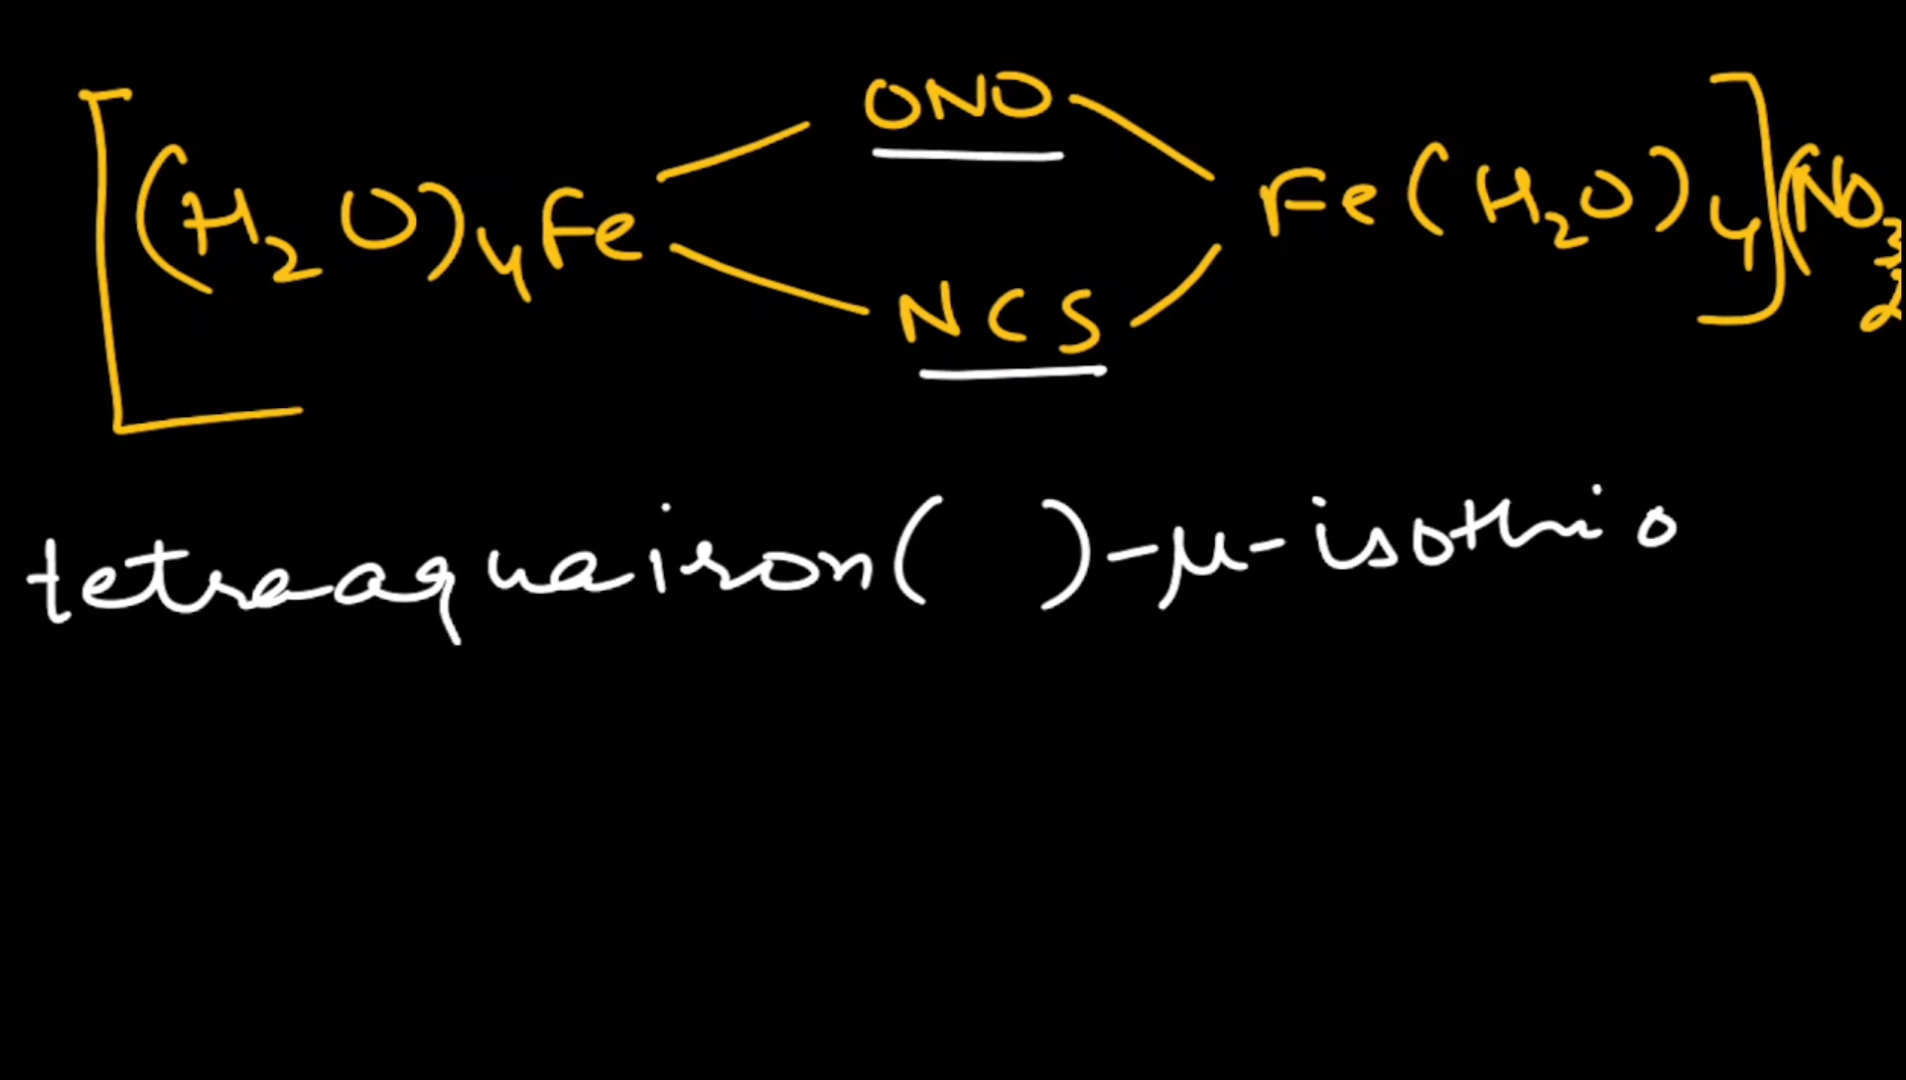 ONO
[(H₂O)₄Fe Fe(H₂O)₄](NO₃)₂
NCS
tetraaquairon( )-μ-isothio